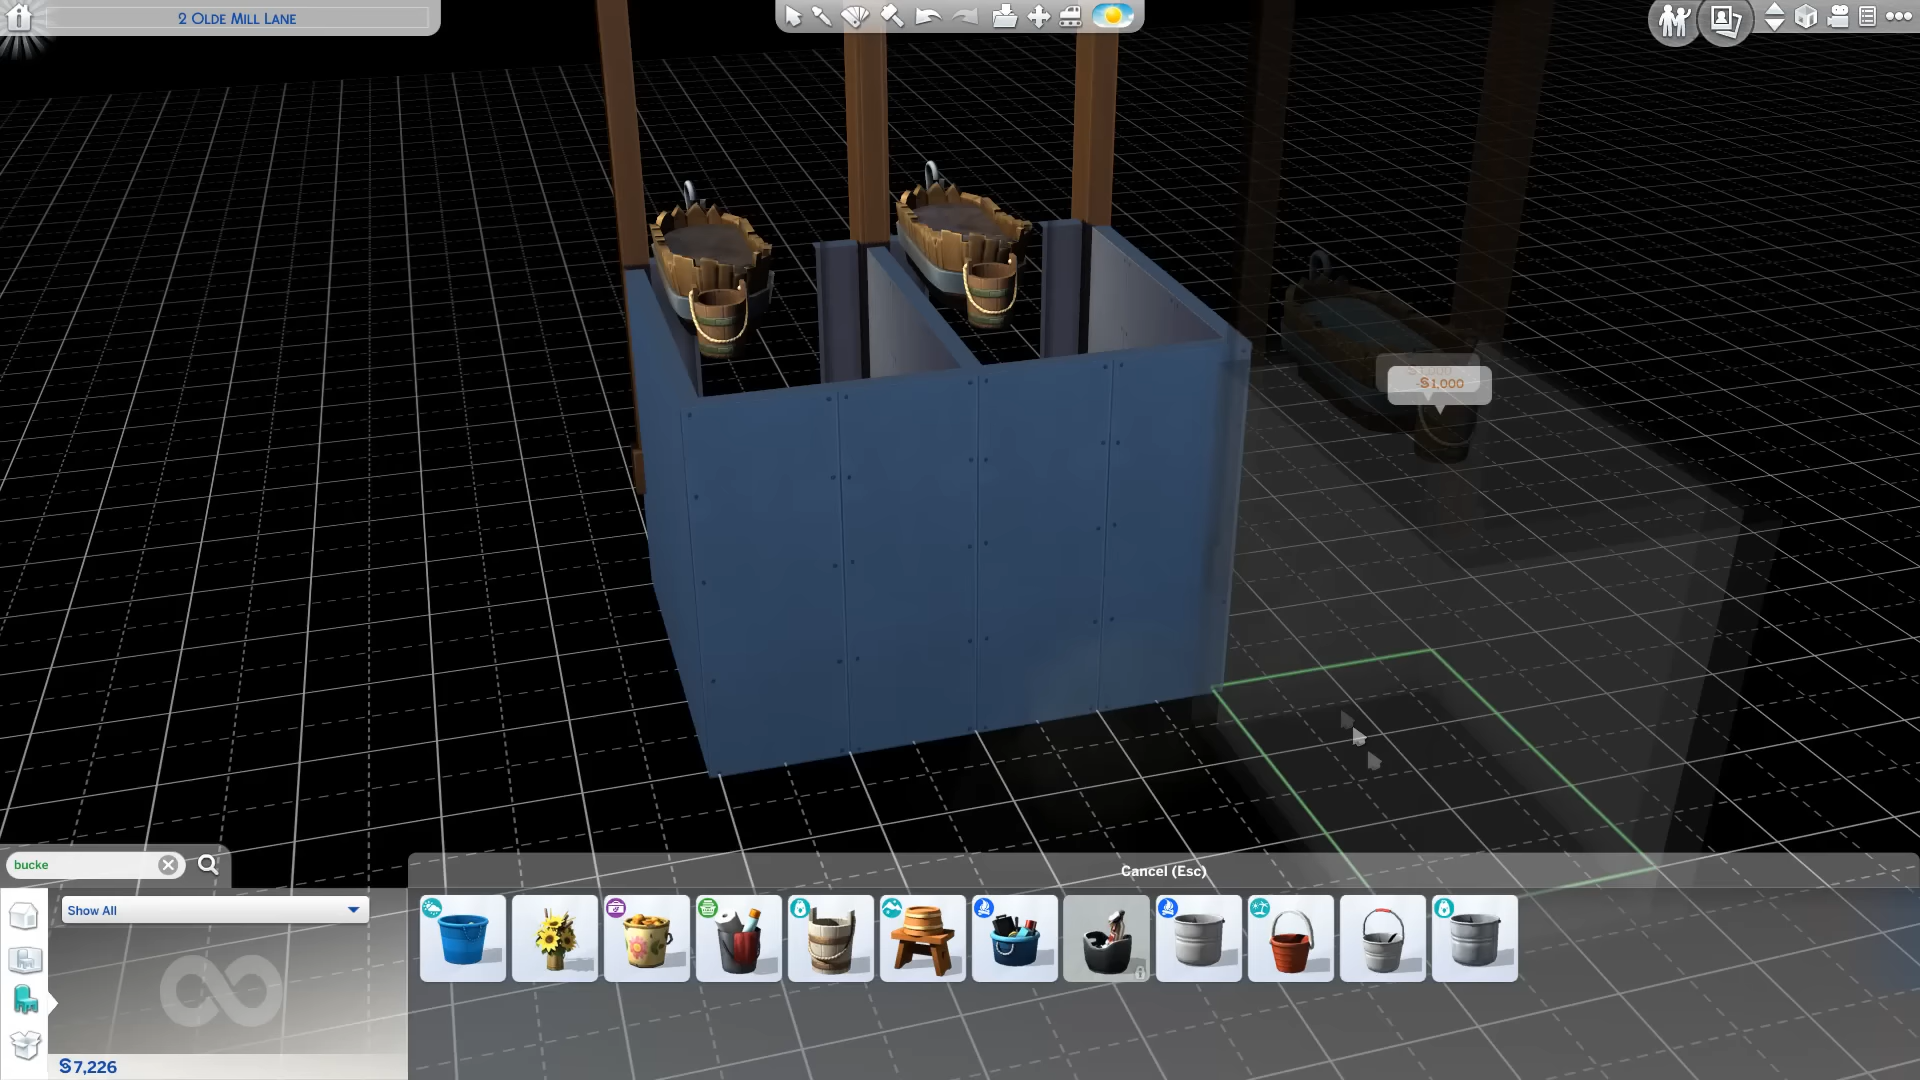 2 Olde Mill Lane
-§1,000
bucke
Cancel (Esc)
Show All
§7,226